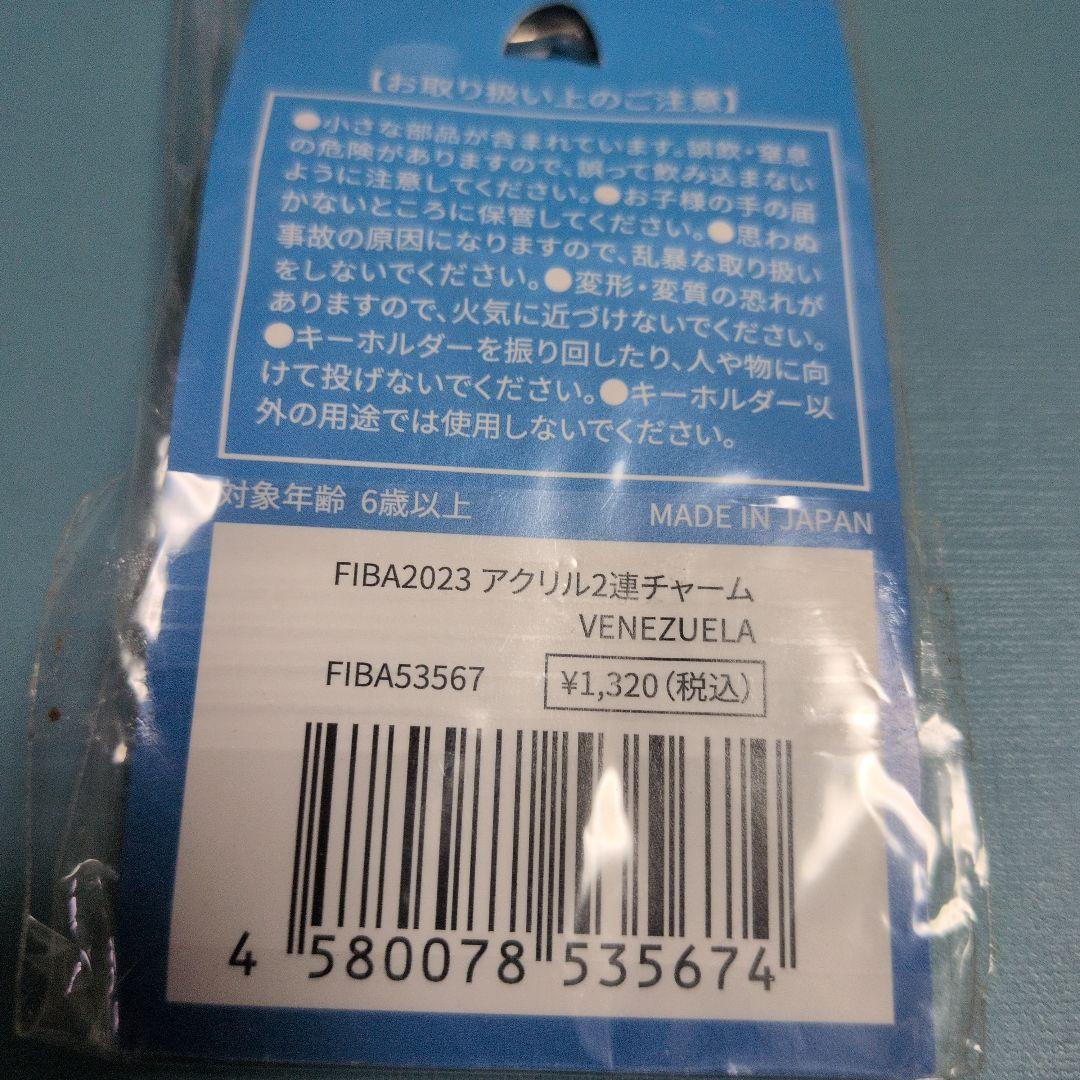 【お取り扱い上のご注意】
●小さな部品が含まれています。誤飲・窒息
の危険がありますので、誤って飲み込まない
ように注意してください。●お子様の手の届
かないところに保管してください。●思わぬ
事故の原因になりますので、乱暴な取り扱い
をしないでください。●変形・変質の恐れが
ありますので、火気に近づけないでください。
●キーホルダーを振り回したり、人や物に向
けて投げないでください。●キーホルダー以
外の用途では使用しないでください。
対象年齢 6歳以上
MADE IN JAPAN
FIBA2023 アクリル2連チャーム
VENEZUELA
FIBA53567
¥1,320(税込)
4 580078 535674